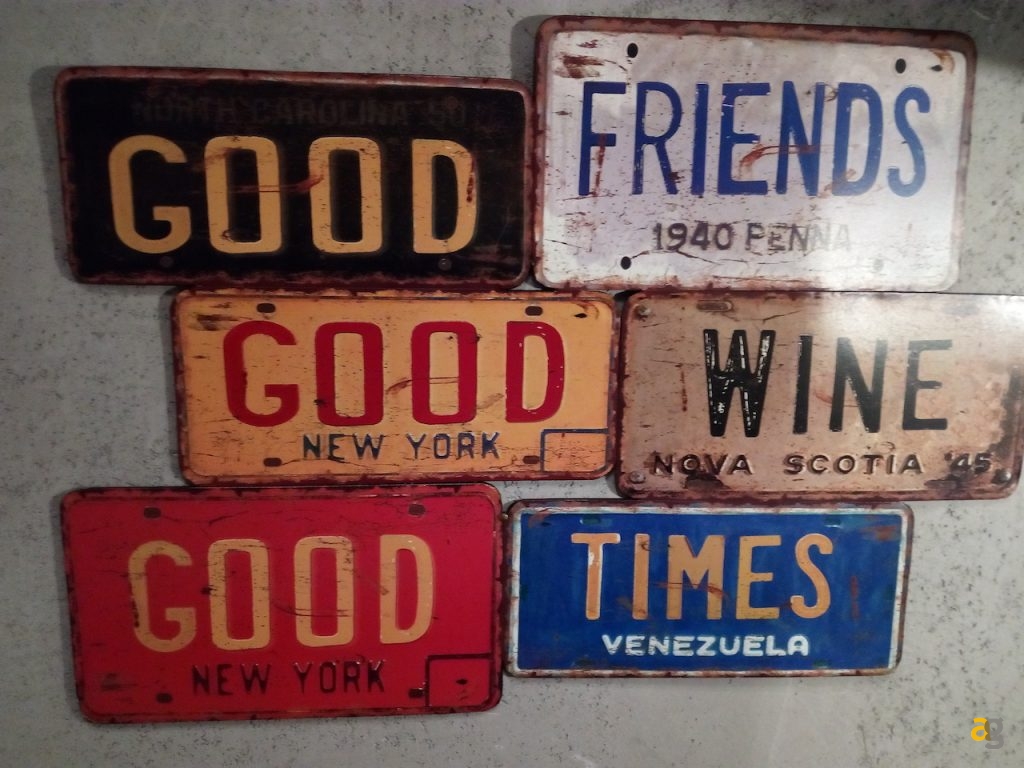 NORTH CAROLINA 50
GOOD
FRIENDS
1940 PENNA
GOOD
NEW YORK
WINE
NOVA SCOTIA '45
GOOD
NEW YORK
TIMES
VENEZUELA
ag